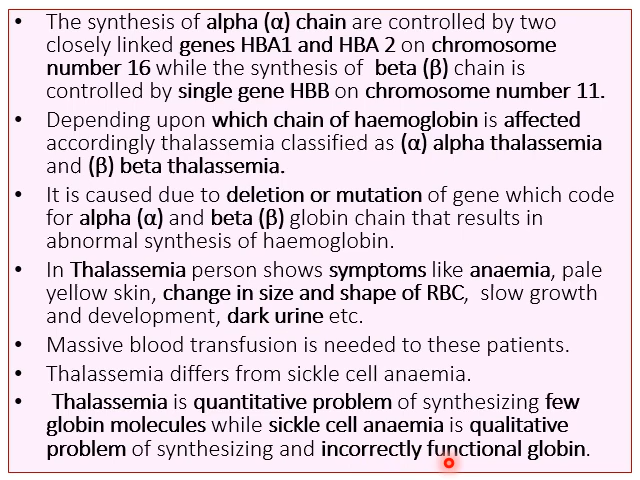 • The synthesis of alpha (α) chain are controlled by two
closely linked genes HBA1 and HBA 2 on chromosome
number 16 while the synthesis of  beta (β) chain is
controlled by single gene HBB on chromosome number 11.
• Depending upon which chain of haemoglobin is affected
accordingly thalassemia classified as (α) alpha thalassemia
and (β) beta thalassemia.
• It is caused due to deletion or mutation of gene which code
for alpha (α) and beta (β) globin chain that results in
abnormal synthesis of haemoglobin.
• In Thalassemia person shows symptoms like anaemia, pale
yellow skin, change in size and shape of RBC,  slow growth
and development, dark urine etc.
• Massive blood transfusion is needed to these patients.
• Thalassemia differs from sickle cell anaemia.
• Thalassemia is quantitative problem of synthesizing few
globin molecules while sickle cell anaemia is qualitative
problem of synthesizing and incorrectly functional globin.